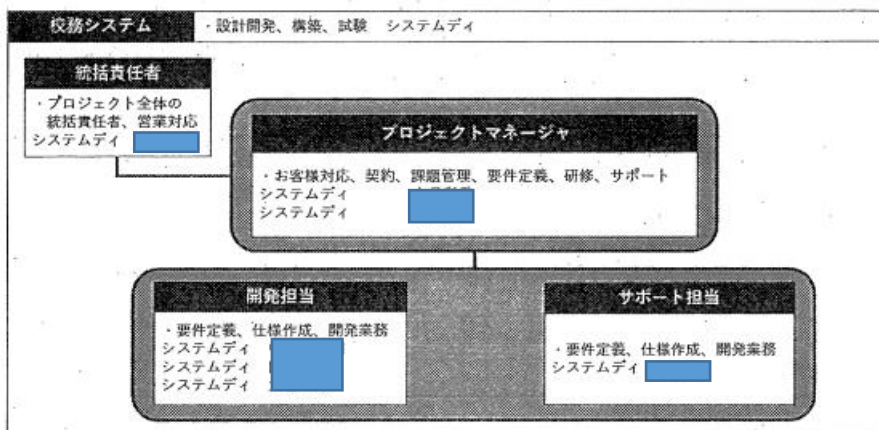 校務システム ・設計開発、構築、試験 システムディ
統括責任者
・プロジェクト全体の
統括責任者、営業対応
システムディ
プロジェクトマネージャ
・お客様対応、契約、課題管理、要件定義、研修、サポート
システムディ
システムディ
開発担当
・要件定義、仕様作成、開発業務
システムディ
システムディ
システムディ
サポート担当
・要件定義、仕様作成、開発業務
システムディ